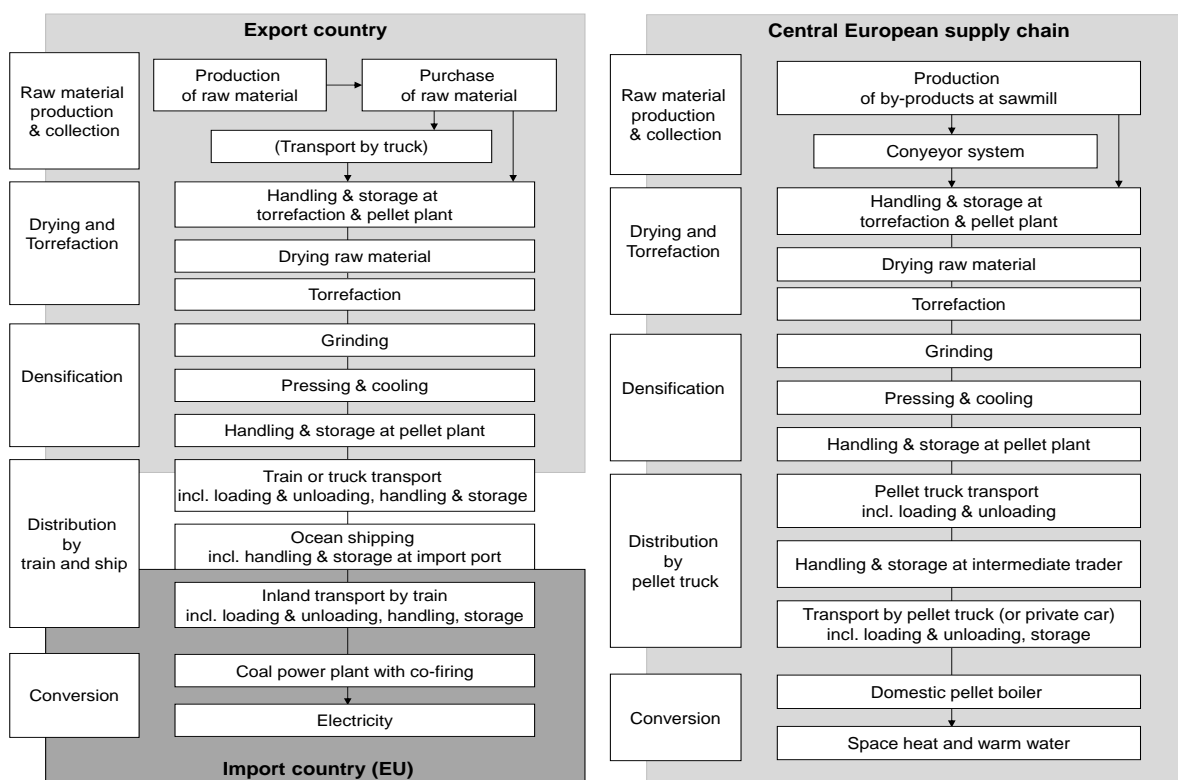 Export country
Raw material
production
& collection
Production
of raw material
Purchase
of raw material
(Transport by truck)
Drying and
Torrefaction
Handling & storage at
torrefaction & pellet plant
Drying raw material
Torrefaction
Densification
Grinding
Pressing & cooling
Handling & storage at pellet plant
Distribution
by
train and ship
Train or truck transport
incl. loading & unloading, handling & storage
Ocean shipping
incl. handling & storage at import port
Inland transport by train
incl. loading & unloading, handling, storage
Conversion
Coal power plant with co-firing
Electricity
Import country (EU)
Central European supply chain
Raw material
production
& collection
Production
of by-products at sawmill
Conyeyor system
Drying and
Torrefaction
Handling & storage at
torrefaction & pellet plant
Drying raw material
Torrefaction
Densification
Grinding
Pressing & cooling
Handling & storage at pellet plant
Distribution
by
pellet truck
Pellet truck transport
incl. loading & unloading
Handling & storage at intermediate trader
Transport by pellet truck (or private car)
incl. loading & unloading, storage
Conversion
Domestic pellet boiler
Space heat and warm water